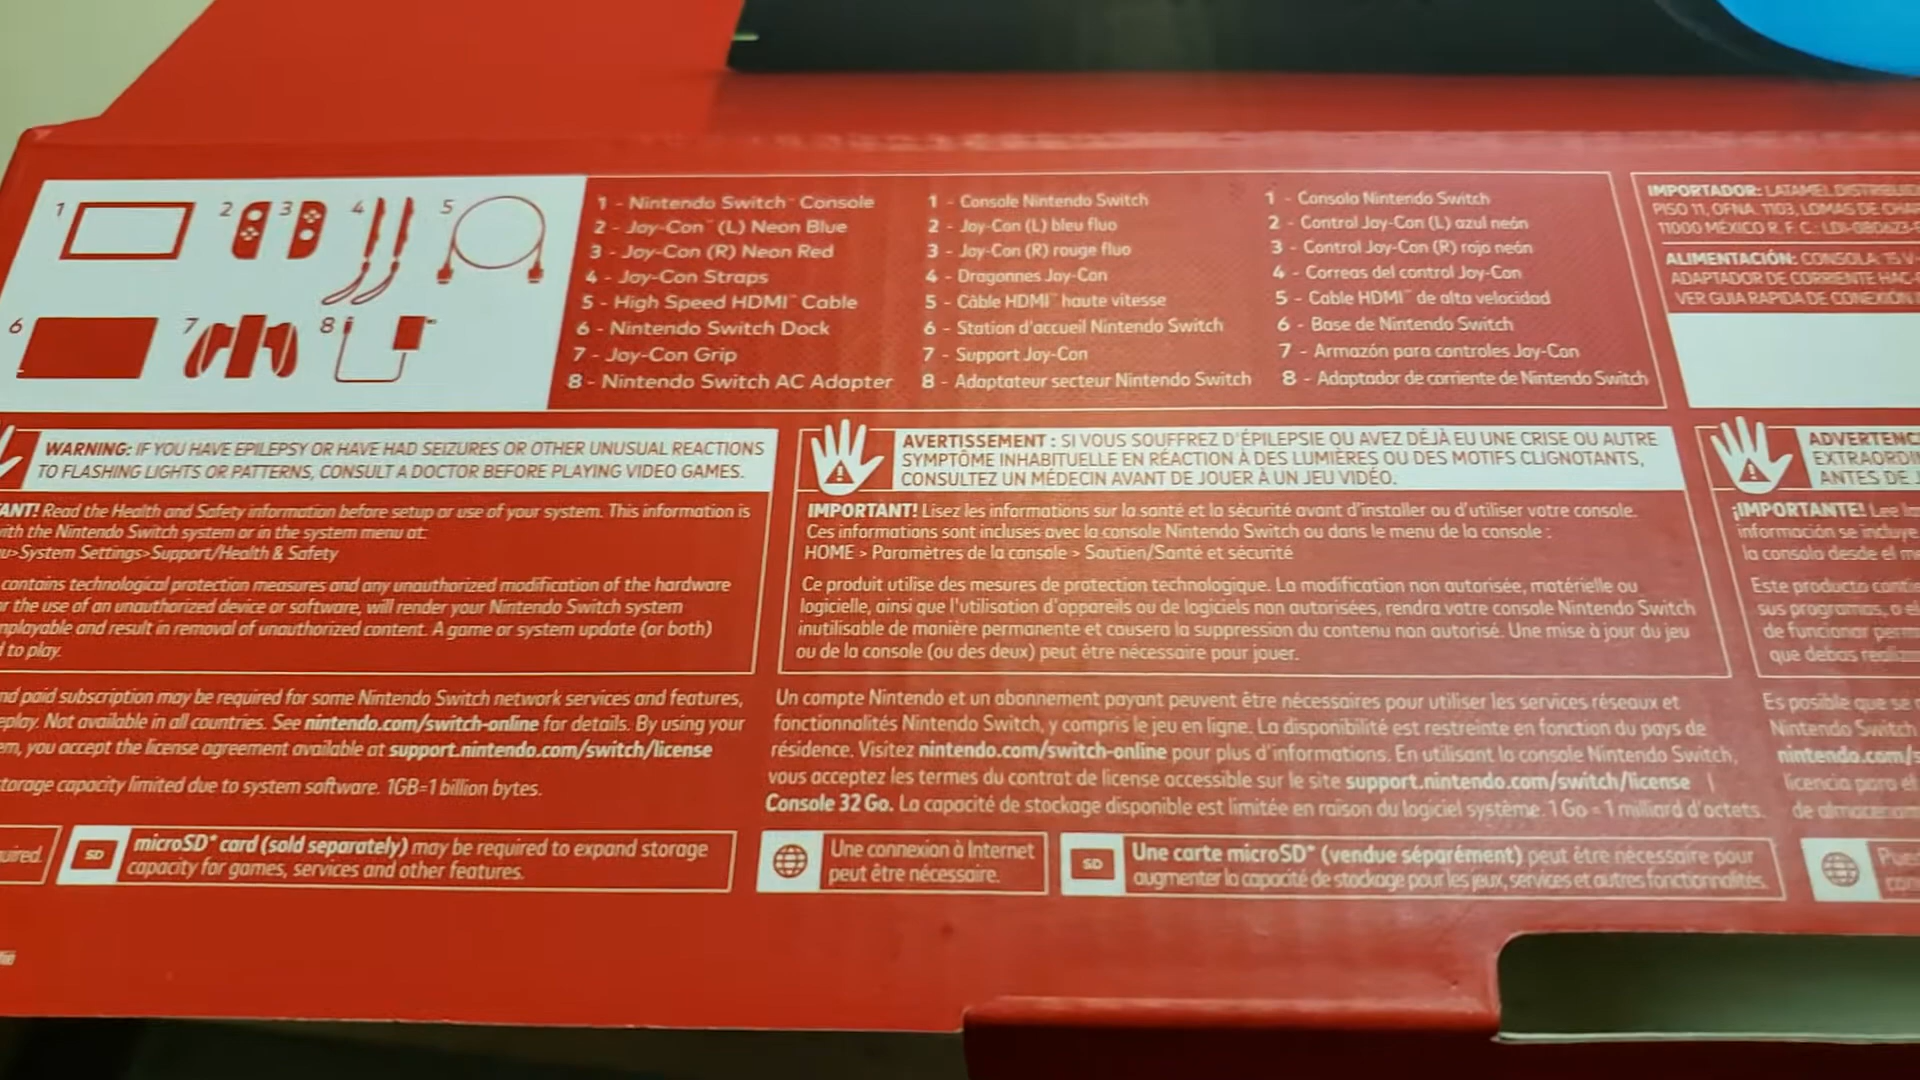 1
2
3
4
5
6
7
8
1 - Nintendo Switch™ Console
2 - Joy-Con™ (L) Neon Blue
3 - Joy-Con (R) Neon Red
4 - Joy-Con Straps
5 - High Speed HDMI™ Cable
6 - Nintendo Switch Dock
7 - Joy-Con Grip
8 - Nintendo Switch AC Adapter
1 - Console Nintendo Switch
2 - Joy-Con (L) bleu fluo
3 - Joy-Con (R) rouge fluo
4 - Dragonnes Joy-Con
5 - Câble HDMI™ haute vitesse
6 - Station d'accueil Nintendo Switch
7 - Support Joy-Con
8 - Adaptateur secteur Nintendo Switch
1 - Consola Nintendo Switch
2 - Control Joy-Con (L) azul neón
3 - Control Joy-Con (R) rojo neón
4 - Correas del control Joy-Con
5 - Cable HDMI™ de alta velocidad
6 - Base de Nintendo Switch
7 - Armazón para controles Joy-Con
8 - Adaptador de corriente de Nintendo Switch
IMPORTADOR: LATAMEL
PISO 11, OFNA. 1103, LOMAS DE
11000 MÉXICO R. F. C.:
ALIMENTACIÓN: CONSOLA: 15 V
ADAPTADOR DE CORRIENTE
VER GUIA RAPIDA DE CONEXIÓN
WARNING: IF YOU HAVE EPILEPSY OR HAVE HAD SEIZURES OR OTHER UNUSUAL REACTIONS
TO FLASHING LIGHTS OR PATTERNS, CONSULT A DOCTOR BEFORE PLAYING VIDEO GAMES.
ANT! Read the Health and Safety information before setup or use of your system. This information is
with the Nintendo Switch system or in the system menu at:
u>System Settings>Support/Health & Safety
contains technological protection measures and any unauthorized modification of the hardware
or the use of an unauthorized device or software, will render your Nintendo Switch system
nplayable and result in removal of unauthorized content. A game or system update (or both)
to play.
nd paid subscription may be required for some Nintendo Switch network services and features,
eplay. Not available in all countries. See nintendo.com/switch-online for details. By using your
em, you accept the license agreement available at support.nintendo.com/switch/license
torage capacity limited due to system software. 1GB=1 billion bytes.
uired.
SD
microSD* card (sold separately) may be required to expand storage
capacity for games, services and other features.
AVERTISSEMENT : SI VOUS SOUFFREZ D'ÉPILEPSIE OU AVEZ DÉJÀ EU UNE CRISE OU AUTRE
SYMPTÔME INHABITUELLE EN RÉACTION À DES LUMIÈRES OU DES MOTIFS CLIGNOTANTS,
CONSULTEZ UN MÉDECIN AVANT DE JOUER À UN JEU VIDÉO.
IMPORTANT! Lisez les informations sur la santé et la sécurité avant d'installer ou d'utiliser votre console.
Ces informations sont incluses avec la console Nintendo Switch ou dans le menu de la console :
HOME > Paramètres de la console > Soutien/Santé et sécurité
Ce produit utilise des mesures de protection technologique. La modification non autorisée, matérielle ou
logicielle, ainsi que l'utilisation d'appareils ou de logiciels non autorisées, rendra votre console Nintendo Switch
inutilisable de manière permanente et causera la suppression du contenu non autorisé. Une mise à jour du jeu
ou de la console (ou des deux) peut être nécessaire pour jouer.
Un compte Nintendo et un abonnement payant peuvent être nécessaires pour utiliser les services réseaux et
fonctionnalités Nintendo Switch, y compris le jeu en ligne. La disponibilité est restreinte en fonction du pays de
résidence. Visitez nintendo.com/switch-online pour plus d'informations. En utilisant la console Nintendo Switch,
vous acceptez les termes du contrat de license accessible sur le site support.nintendo.com/switch/license
Console 32 Go. La capacité de stockage disponible est limitée en raison du logiciel système. 1 Go = 1 milliard d'octets.
Une connexion à Internet
peut être nécessaire.
SD
Une carte microSD* (vendue séparément) peut être nécessaire pour
augmenter la capacité de stockage pour les jeux, services et autres fonctionnalités.
ADVERTENC
EXTRAORDI
ANTES DE
¡IMPORTANTE! Lee
información se incluye
la consola desde el
Este producto
sus programas, o el
de funcionar
que debas
Es posible que se
Nintendo Switch
nintendo.com/s
licencia para el
de